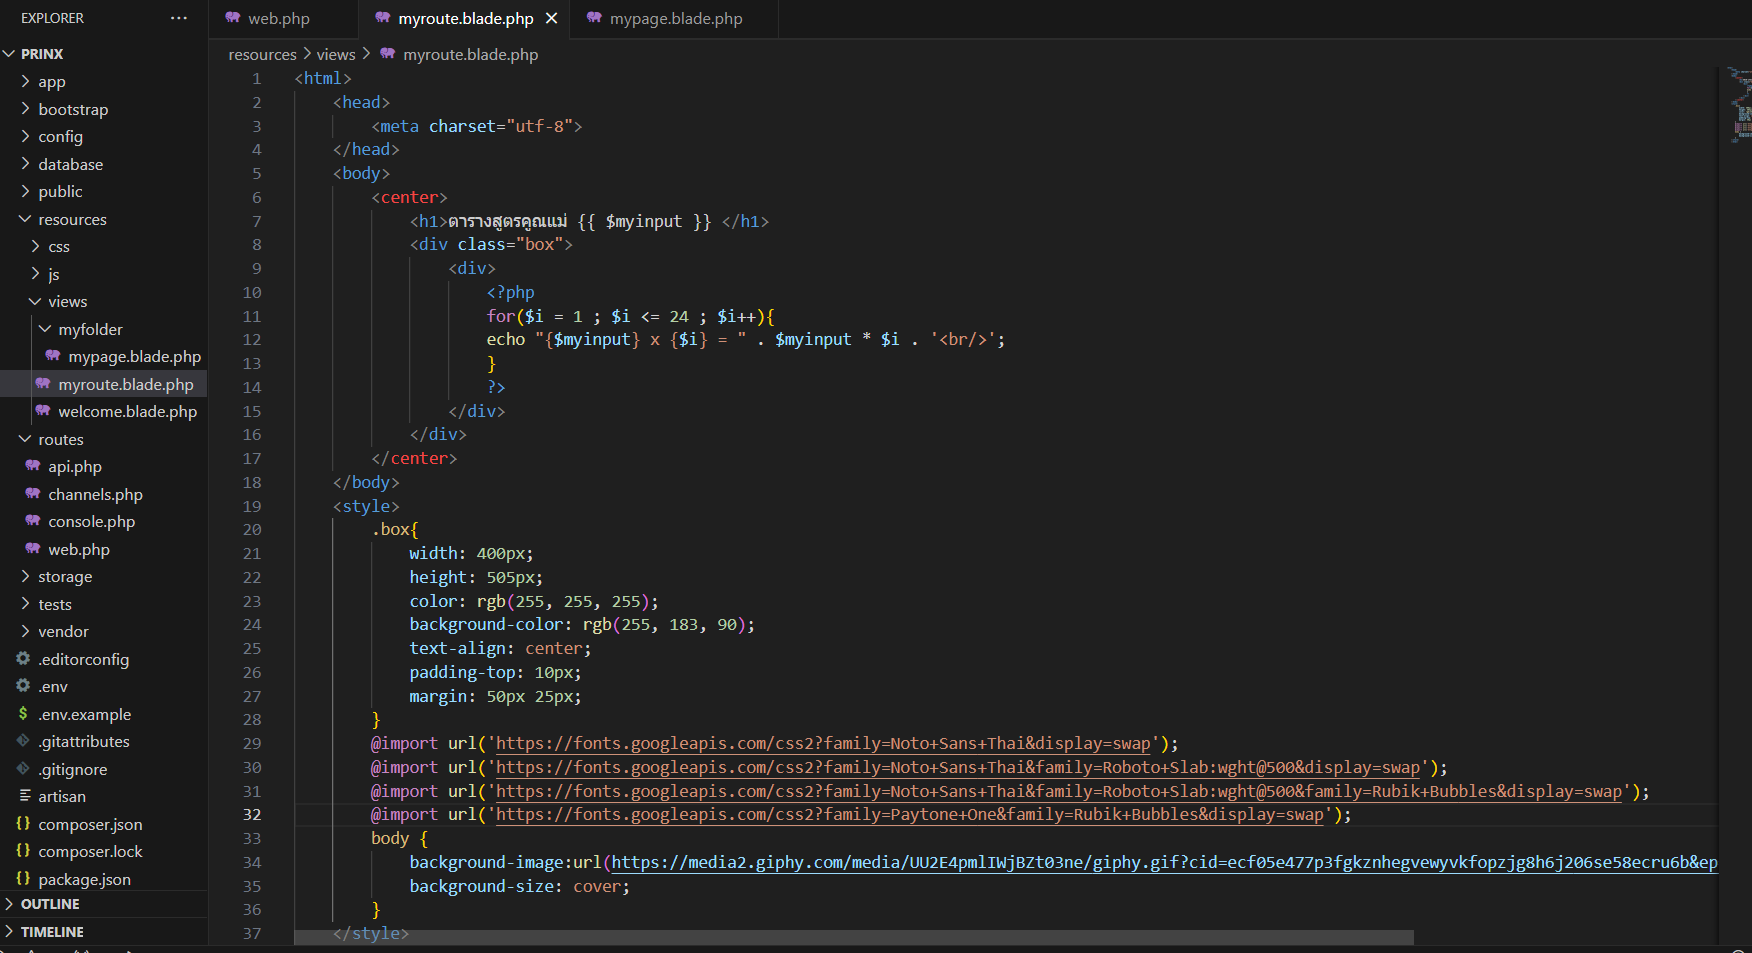 EXPLORER ...
PRINX
app
bootstrap
config
database
public
resources
css
js
views
myfolder
mypage.blade.php
myroute.blade.php
welcome.blade.php
routes
api.php
channels.php
console.php
web.php
storage
tests
vendor
.editorconfig
.env
.env.example
.gitattributes
.gitignore
artisan
composer.json
composer.lock
package.json
OUTLINE
TIMELINE
web.php myroute.blade.php mypage.blade.php
resources > views > myroute.blade.php
1 <html>
2 <head>
3 <meta charset="utf-8">
4 </head>
5 <body>
6 <center>
7 <h1>ตารางสูตรคูณแม่ {{ $myinput }} </h1>
8 <div class="box">
9 <div>
10 <?php
11 for($i = 1 ; $i <= 24 ; $i++){
12 echo "{$myinput} x {$i} = " . $myinput * $i . '<br/>';
13 }
14 ?>
15 </div>
16 </div>
17 </center>
18 </body>
19 <style>
20 .box{
21 width: 400px;
22 height: 505px;
23 color: rgb(255, 255, 255);
24 background-color: rgb(255, 183, 90);
25 text-align: center;
26 padding-top: 10px;
27 margin: 50px 25px;
28 }
29 @import url('https://fonts.googleapis.com/css2?family=Noto+Sans+Thai&display=swap');
30 @import url('https://fonts.googleapis.com/css2?family=Noto+Sans+Thai&family=Roboto+Slab:wght@500&display=swap');
31 @import url('https://fonts.googleapis.com/css2?family=Noto+Sans+Thai&family=Roboto+Slab:wght@500&family=Rubik+Bubbles&display=swap');
32 @import url('https://fonts.googleapis.com/css2?family=Paytone+One&family=Rubik+Bubbles&display=swap');
33 body {
34 background-image:url(https://media2.giphy.com/media/UU2E4pmlIWjBZt03ne/giphy.gif?cid=ecf05e477p3fgkznhegvewyvkfopzjg8h6j206se58ecru6b&ep
35 background-size: cover;
36 }
37 </style>